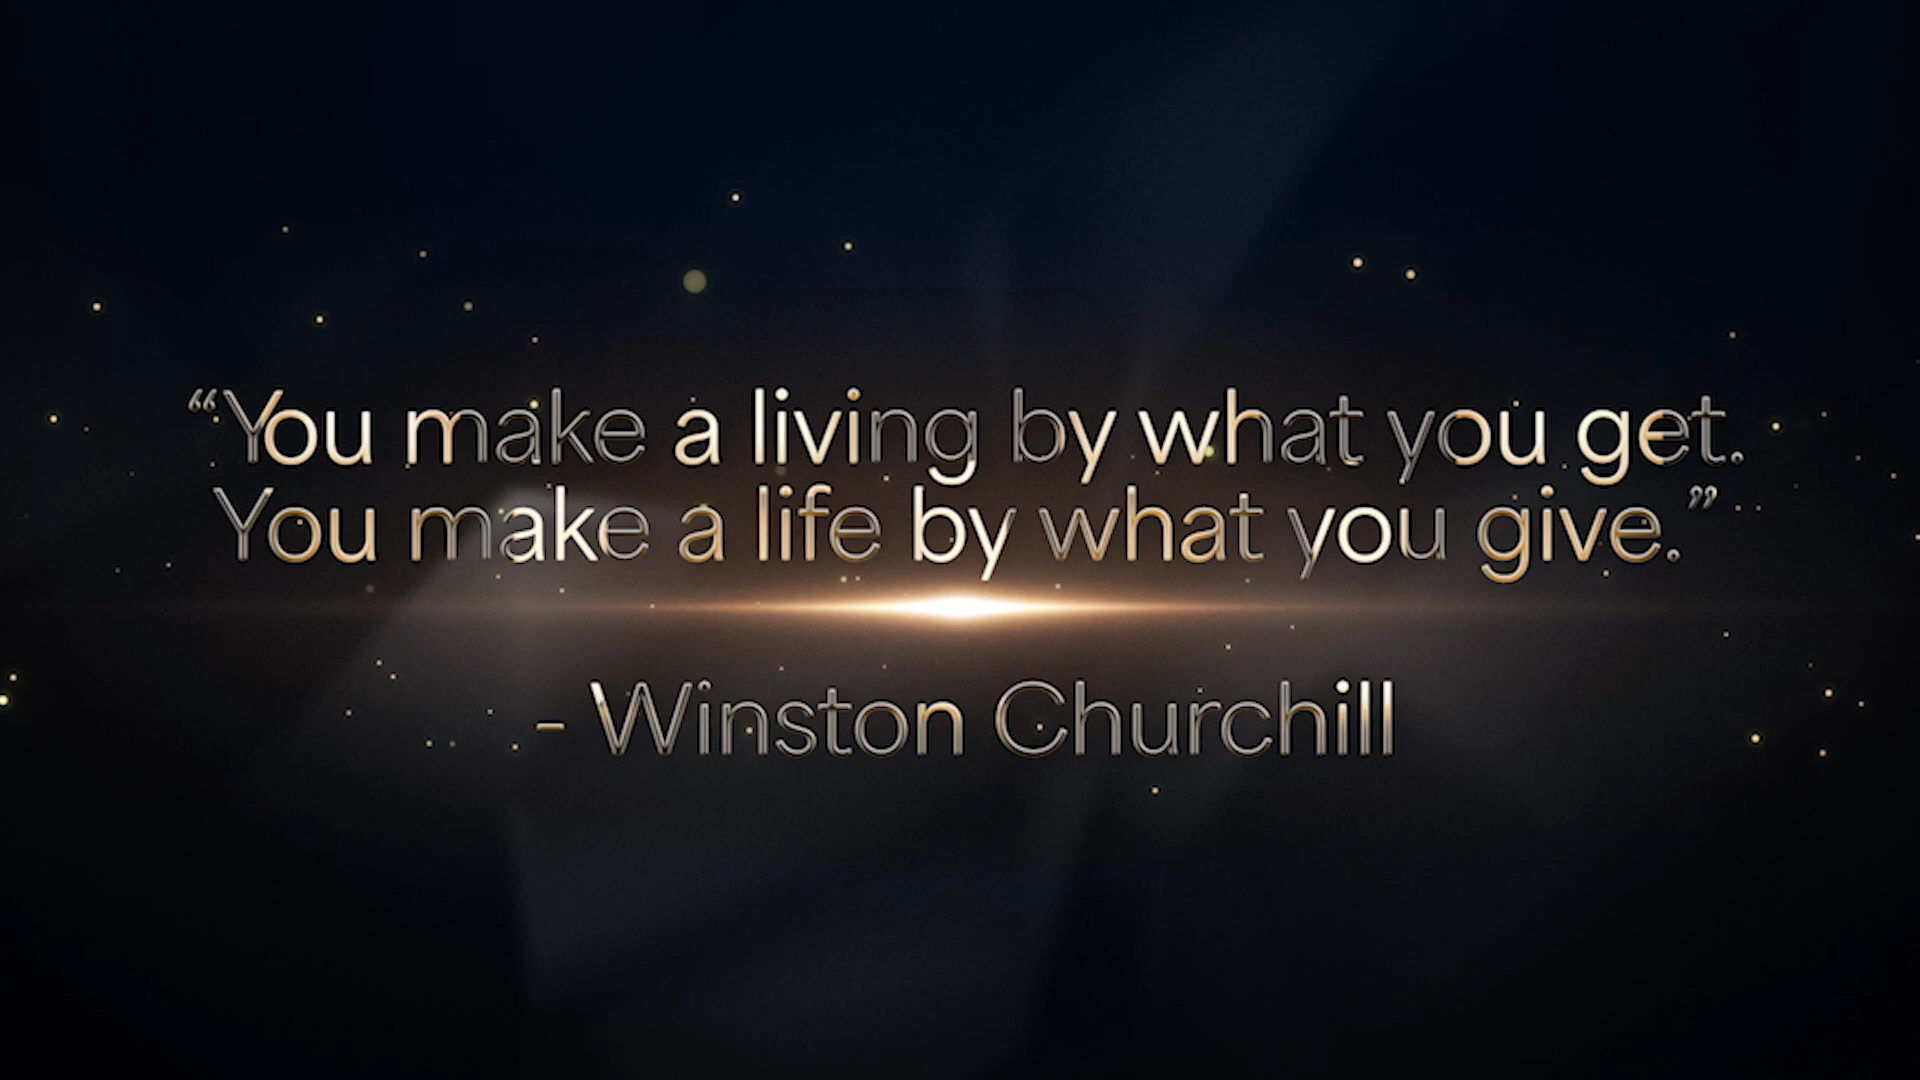 “You make a living by what you get.
You make a life by what you give.”
- Winston Churchill